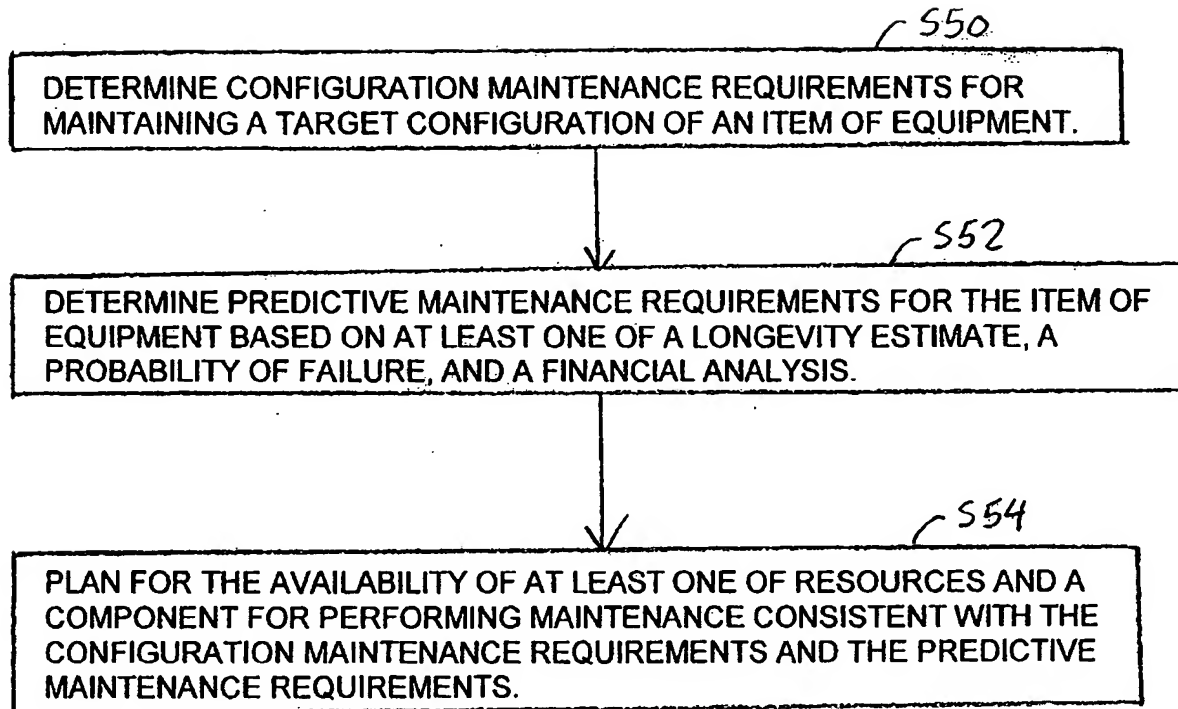 S50
DETERMINE CONFIGURATION MAINTENANCE REQUIREMENTS FOR
MAINTAINING A TARGET CONFIGURATION OF AN ITEM OF EQUIPMENT.
S52
DETERMINE PREDICTIVE MAINTENANCE REQUIREMENTS FOR THE ITEM OF
EQUIPMENT BASED ON AT LEAST ONE OF A LONGEVITY ESTIMATE, A
PROBABILITY OF FAILURE, AND A FINANCIAL ANALYSIS.
S54
PLAN FOR THE AVAILABILITY OF AT LEAST ONE OF RESOURCES AND A
COMPONENT FOR PERFORMING MAINTENANCE CONSISTENT WITH THE
CONFIGURATION MAINTENANCE REQUIREMENTS AND THE PREDICTIVE
MAINTENANCE REQUIREMENTS.